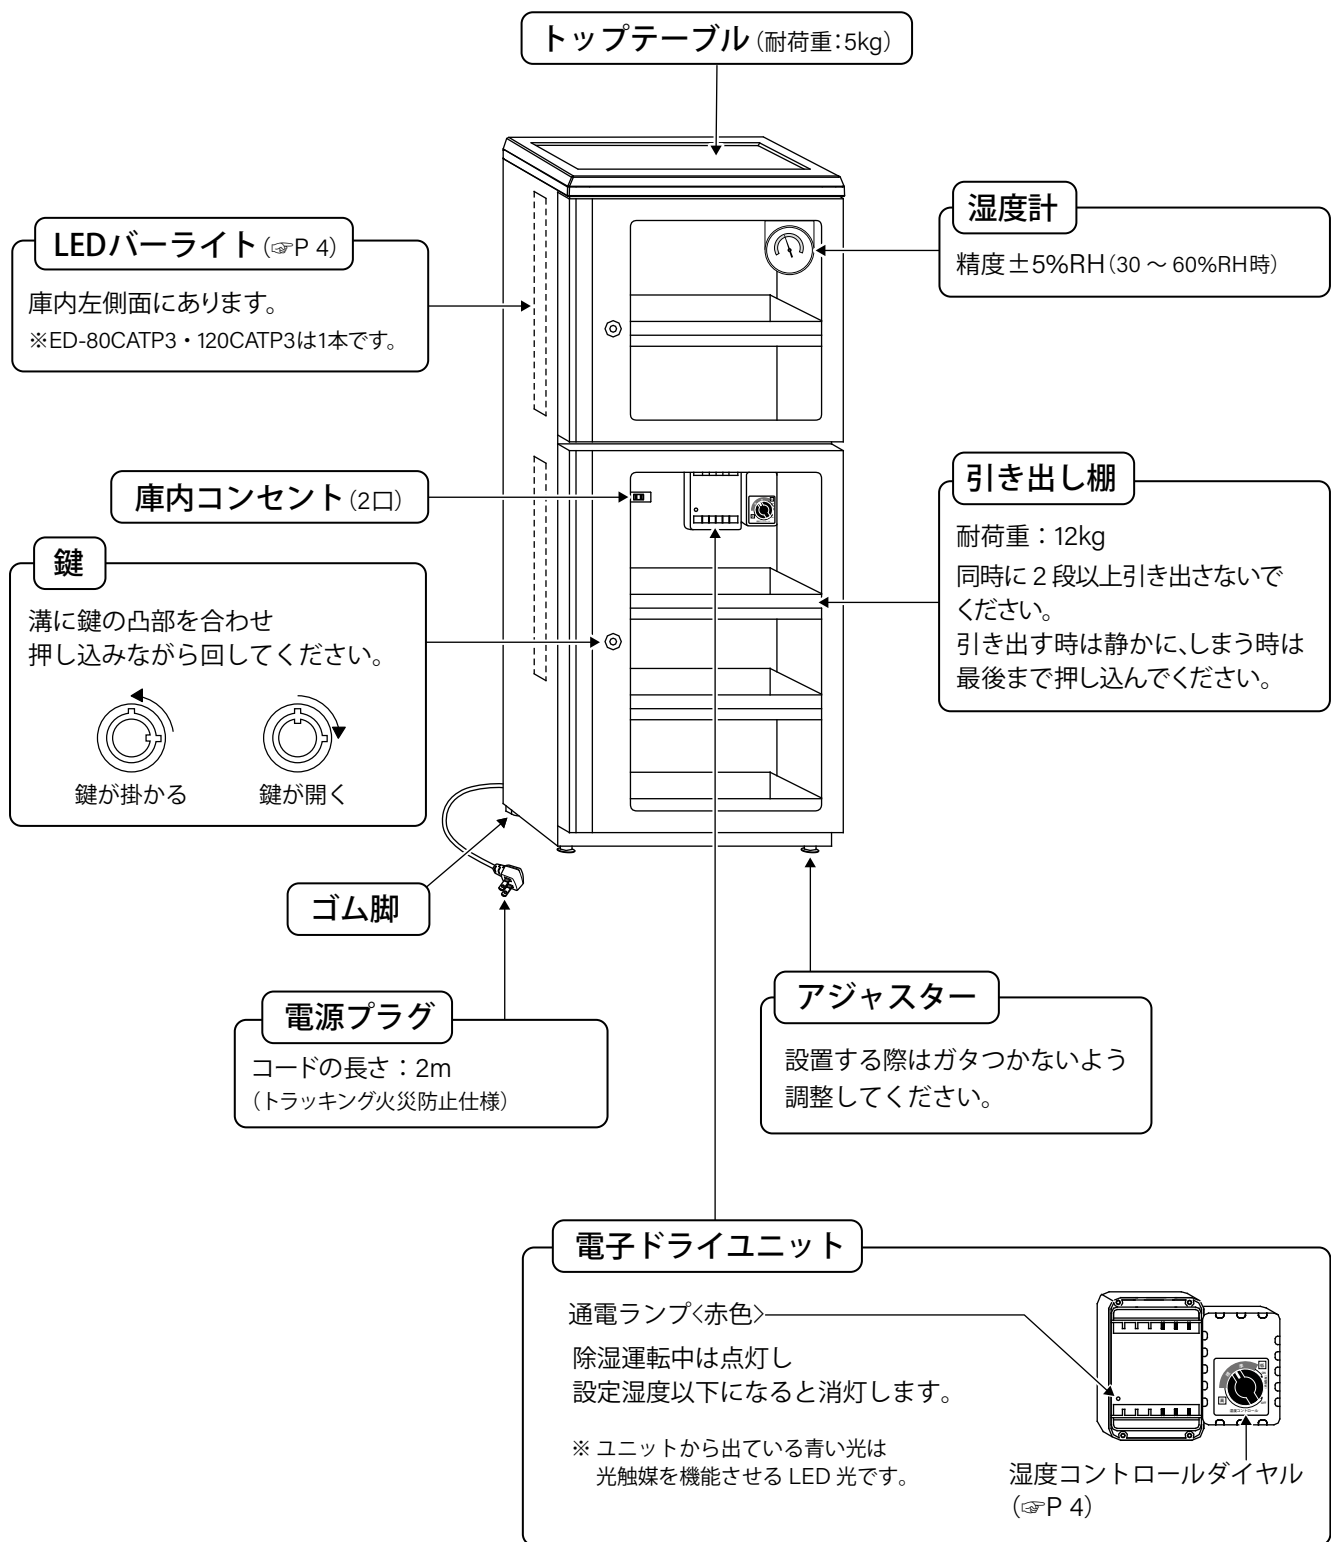 トップテーブル（耐荷重：5kg）
湿度計
精度±5%RH（30 ～ 60%RH時）
LEDバーライト（☞P 4）
庫内左側面にあります。
※ED-80CATP3・120CATP3は1本です。
庫内コンセント（2口）
引き出し棚
耐荷重：12kg
同時に 2 段以上引き出さないで
ください。
引き出す時は静かに、しまう時は
最後まで押し込んでください。
鍵
溝に鍵の凸部を合わせ
押し込みながら回してください。
鍵が掛かる
鍵が開く
ゴム脚
電源プラグ
コードの長さ：2m
（トラッキング火災防止仕様）
アジャスター
設置する際はガタつかないよう
調整してください。
電子ドライユニット
通電ランプ〈赤色〉
除湿運転中は点灯し
設定湿度以下になると消灯します。
※ ユニットから出ている青い光は
光触媒を機能させる LED 光です。
湿度コントロール
湿度コントロールダイヤル
（☞P 4）